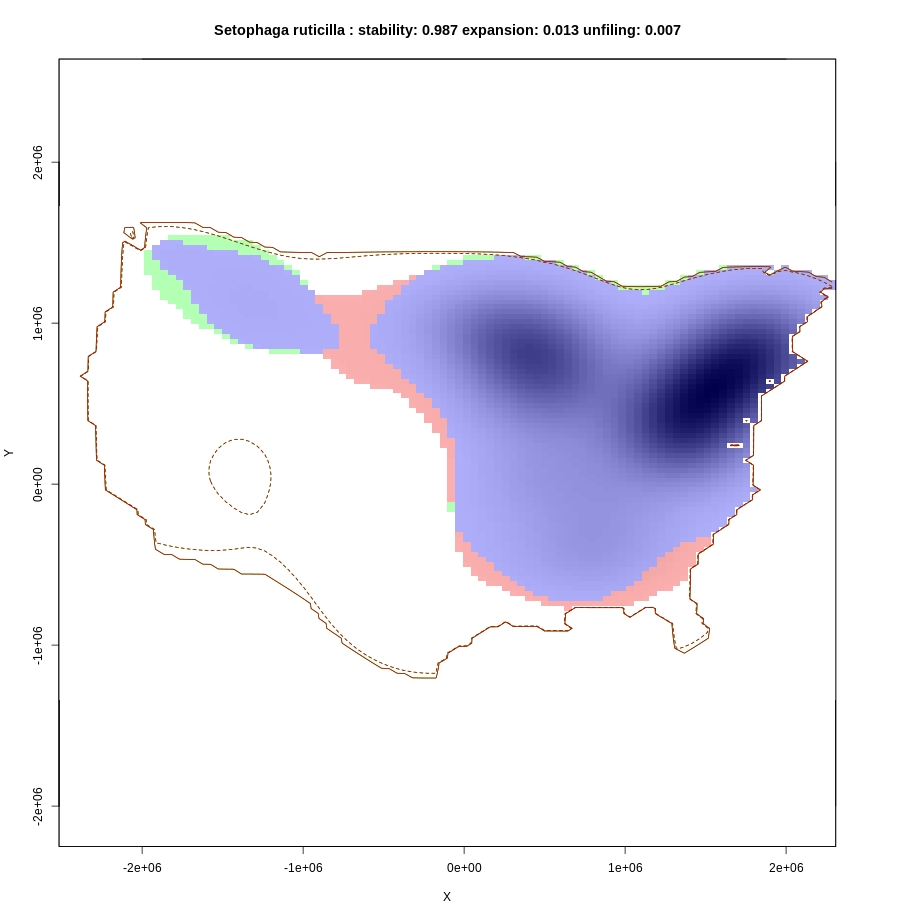 Setophaga ruticilla : stability: 0.987 expansion: 0.013 unfiling: 0.007
2e+06
1e+06
0e+00
-1e+06
-2e+06
Y
-2e+06 -1e+06 0e+00 1e+06 2e+06
X